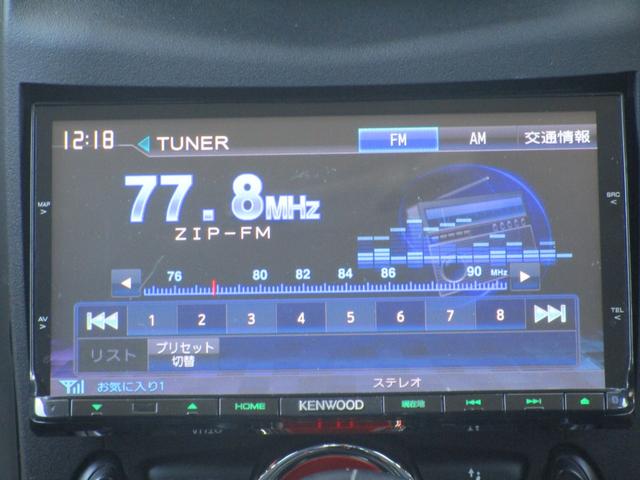 12:18 TUNER FM AM 交通情報
77.8MHz
ZIP-FM
MAP
SRC
76 80 82 84 86 90 MHz
1 2 3 4 5 6 7 8
AV
TEL
リスト プリセット
切替
お気に入り1 ステレオ
HOME KENWOOD 現在地